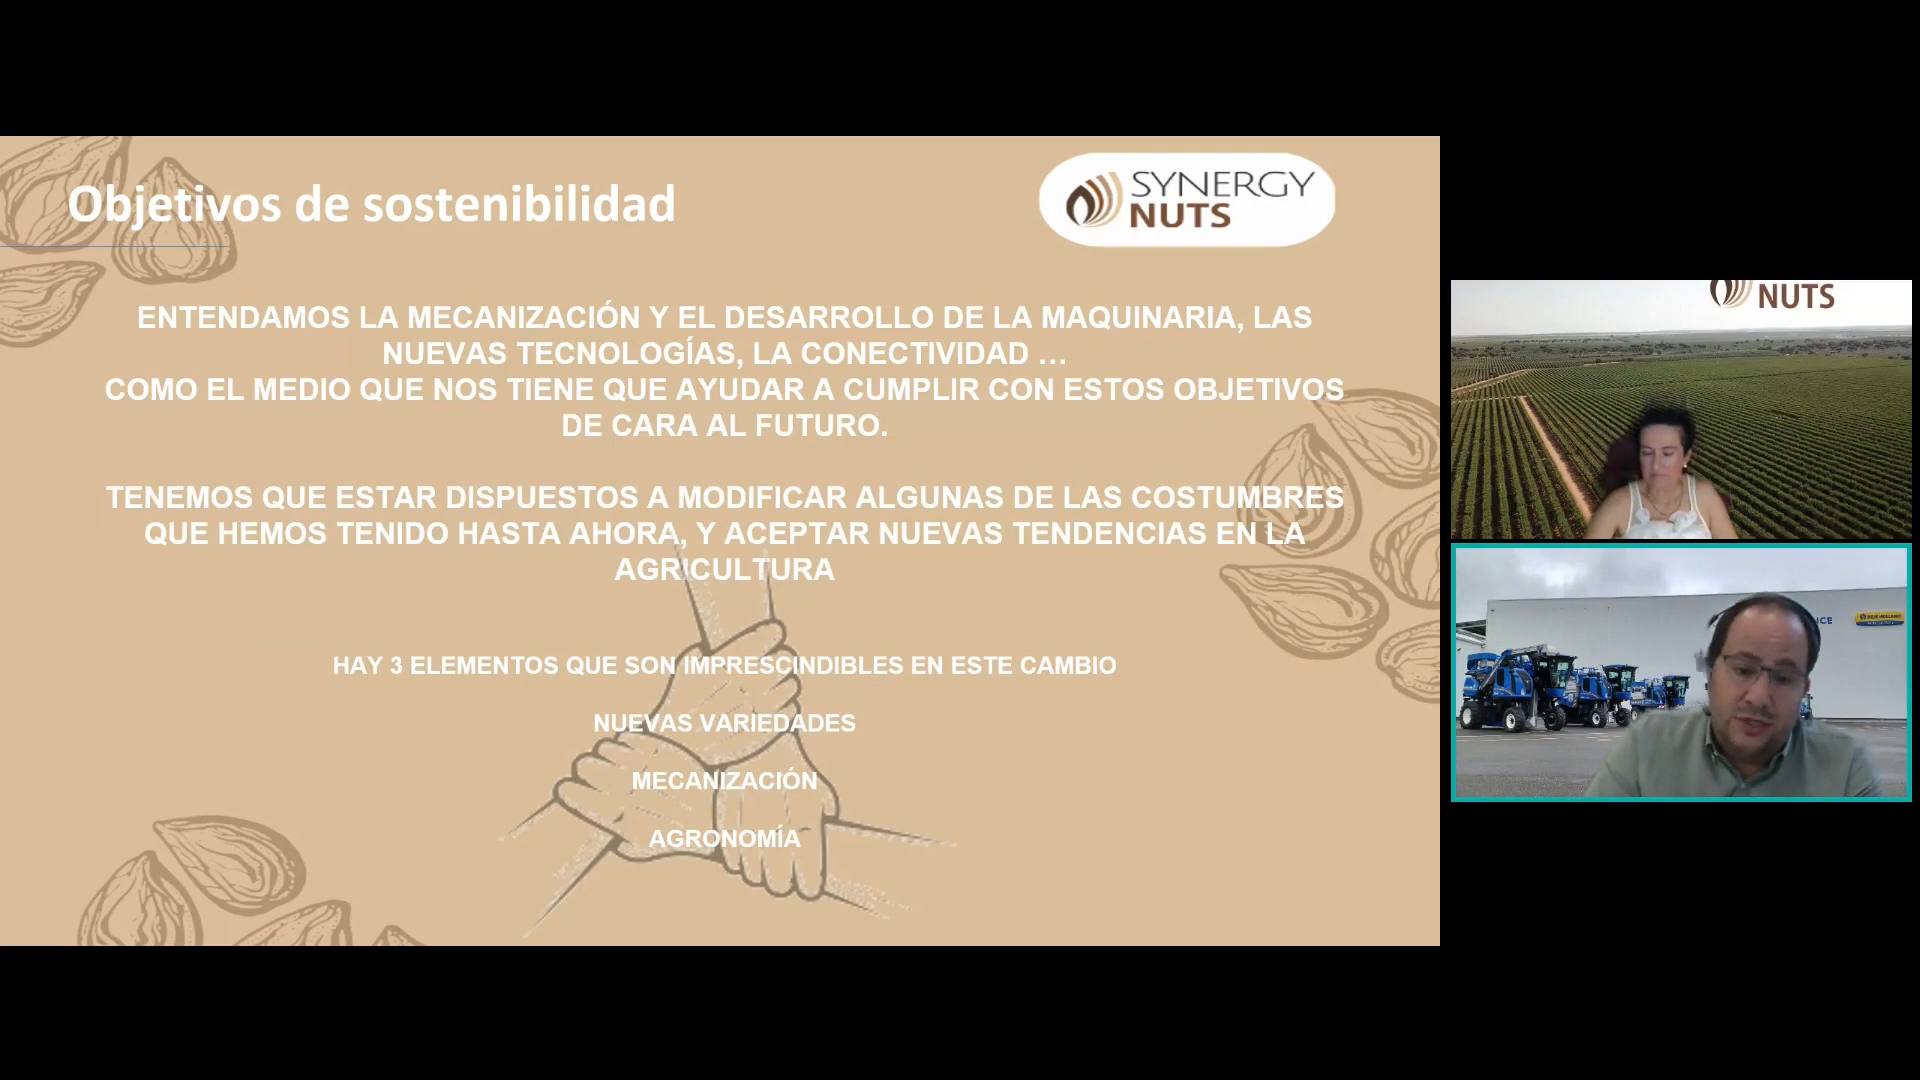 Objetivos de sostenibilidad
SYNERGY
NUTS
ENTENDAMOS LA MECANIZACIÓN Y EL DESARROLLO DE LA MAQUINARIA, LAS
NUEVAS TECNOLOGÍAS, LA CONECTIVIDAD …
COMO EL MEDIO QUE NOS TIENE QUE AYUDAR A CUMPLIR CON ESTOS OBJETIVOS
DE CARA AL FUTURO.
TENEMOS QUE ESTAR DISPUESTOS A MODIFICAR ALGUNAS DE LAS COSTUMBRES
QUE HEMOS TENIDO HASTA AHORA, Y ACEPTAR NUEVAS TENDENCIAS EN LA
AGRICULTURA
HAY 3 ELEMENTOS QUE SON IMPRESCINDIBLES EN ESTE CAMBIO
NUEVAS VARIEDADES
MECANIZACIÓN
AGRONOMÍA
NUTS
NEW HOLLAND